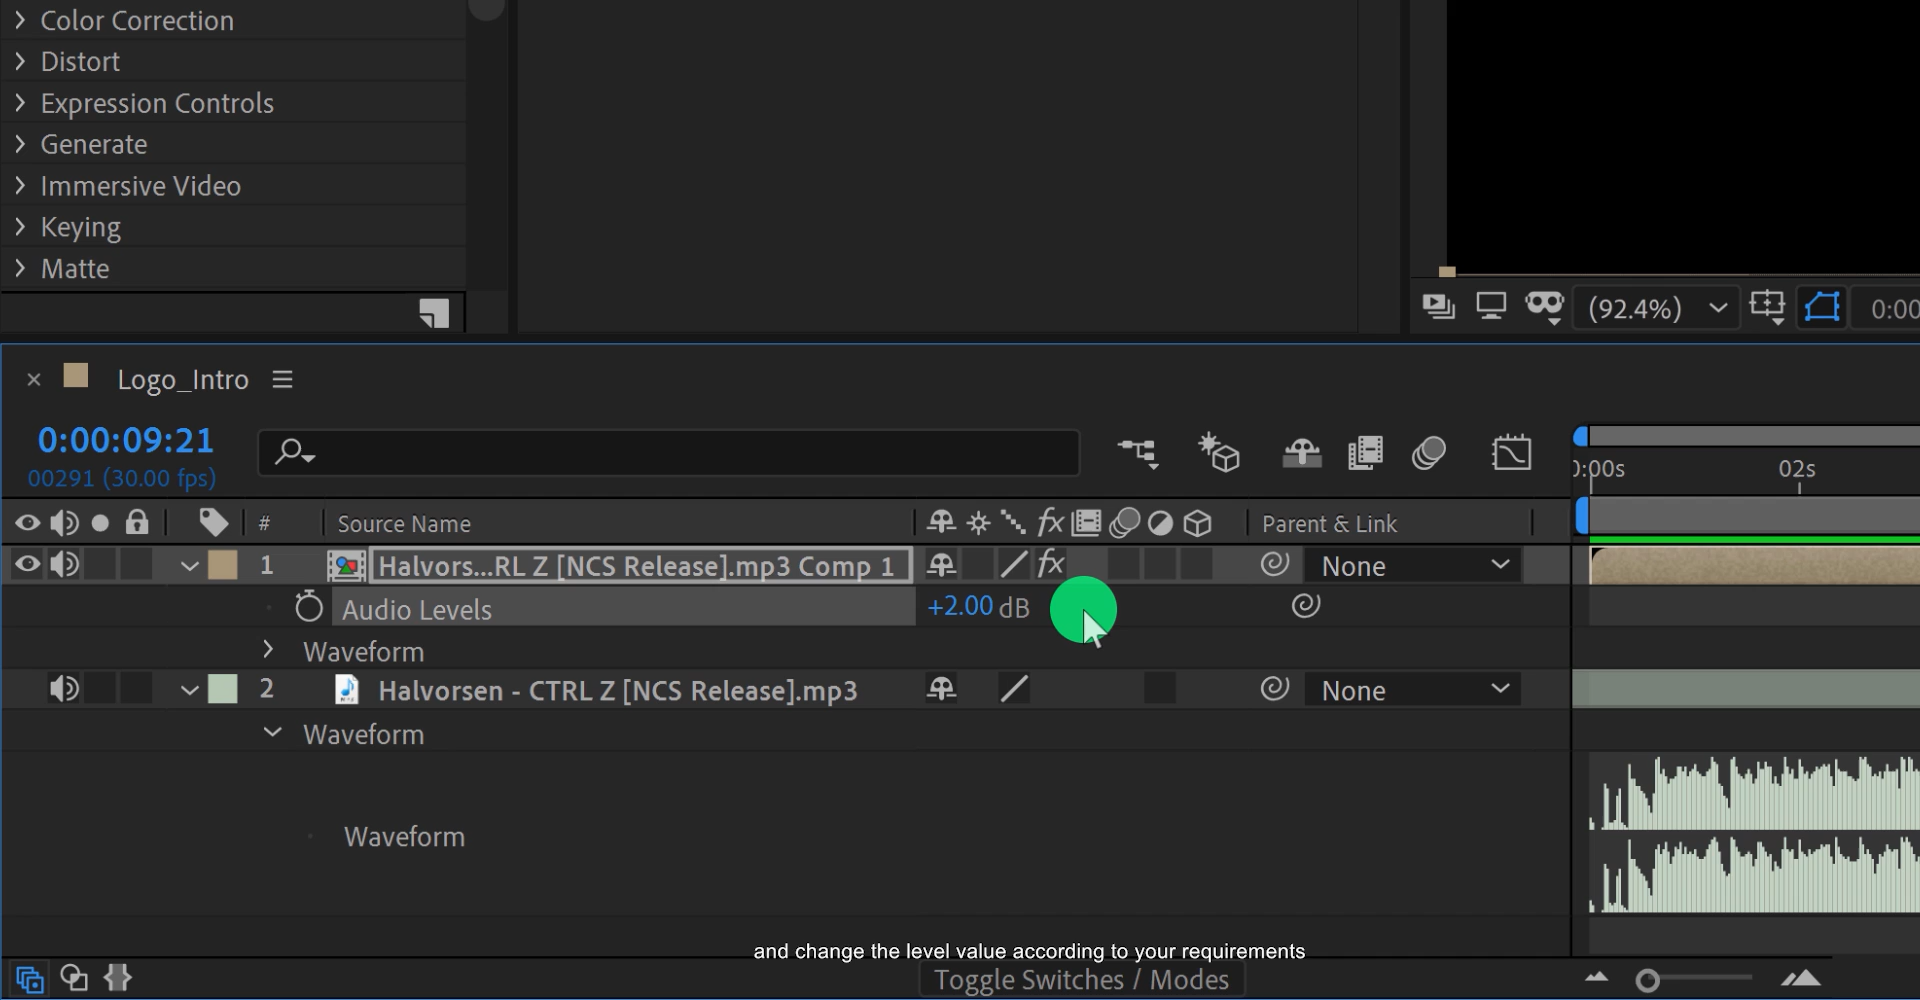 Color Correction
Distort
Expression Controls
Generate
Immersive Video
Keying
Matte
(92.4%)
0:00
Logo_Intro
0:00:09:21
00291 (30.00 fps)
0:00s 02s
# Source Name fx Parent & Link
1 Halvors...RL Z [NCS Release].mp3 Comp 1 fx None
Audio Levels +2.00 dB
Waveform
2 Halvorsen - CTRL Z [NCS Release].mp3 None
Waveform
Waveform
and change the level value according to your requirements
Toggle Switches / Modes